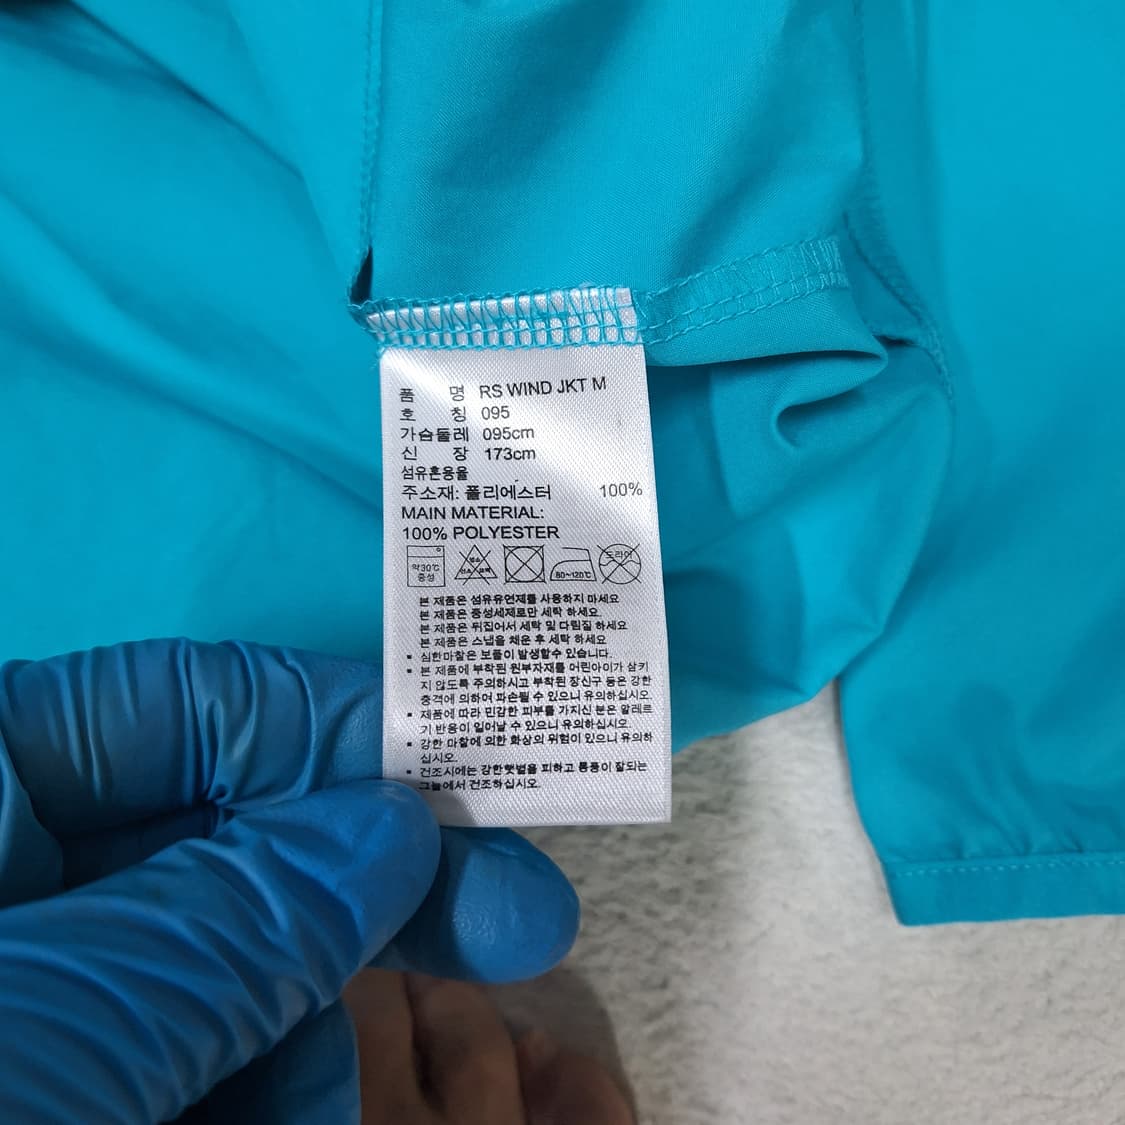 품 명 RS WIND JKT M
호 칭 095
가슴둘레 095cm
신 장 173cm
섬유혼용율
주소재: 폴리에스터 100%
MAIN MATERIAL:
100% POLYESTER
약30℃
중성
80~120℃
드라이
본 제품은 섬유유연제를 사용하지 마세요
본 제품은 중성세제로만 세탁 하세요
본 제품은 뒤집어서 세탁 및 다림질 하세요
본 제품은 스냅을 채운 후 세탁 하세요
▪ 심한마찰은 보풀이 발생할수 있습니다.
▪ 본 제품에 부착된 원부자재를 어린아이가 삼키
지 않도록 주의하시고 부착된 장신구 등은 강한
충격에 의하여 파손될 수 있으니 유의하십시오.
▪ 제품에 따라 민감한 피부를 가지신 분은 알레르
기 반응이 일어날 수 있으니 유의하십시오.
▪ 강한 마찰에 의한 화상의 위험이 있으니 유의하
십시오.
▪ 건조시에는 강한햇볕을 피하고 통풍이 잘되는
그늘에서 건조하십시오.